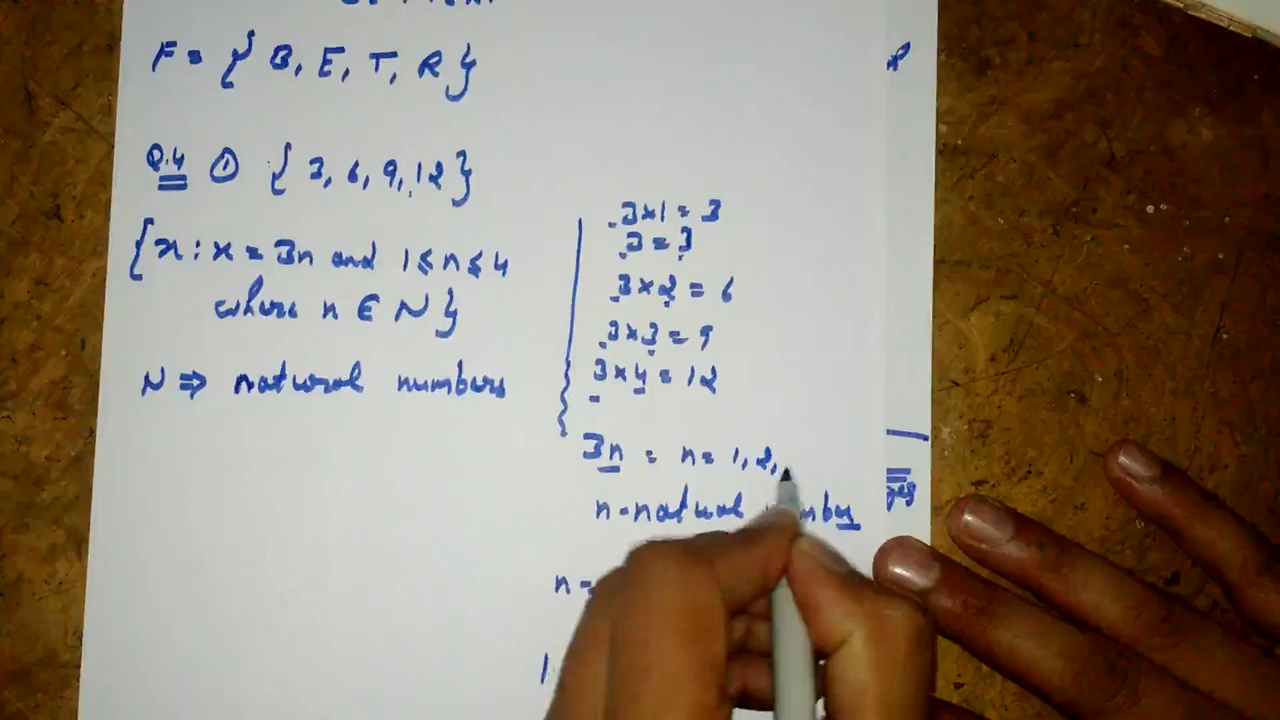 F = { B, E, T, R }
Q.4 ① { 3, 6, 9, 12 }
{ x : x = 3n and 1 ≤ n ≤ 4
where n ∈ N }
N ⇒ natural numbers
3×1 = 3
3 = 3
3×2 = 6
3×3 = 9
3×4 = 12
3n = n = 1, 2,
n = natural
n =